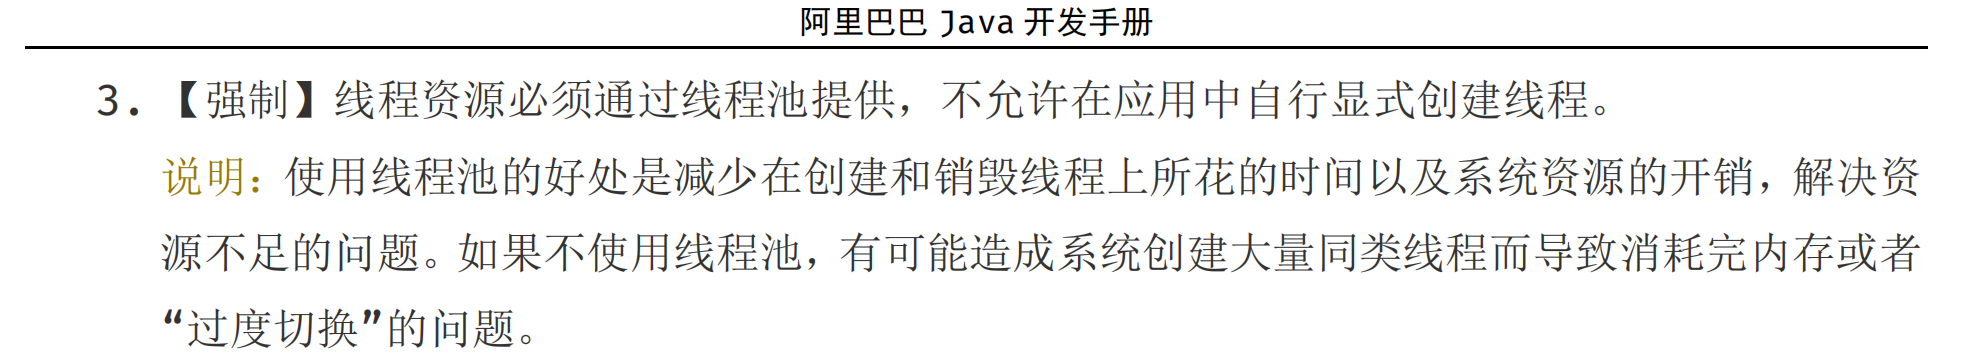 阿里巴巴 Java 开发手册
3. 【强制】线程资源必须通过线程池提供，不允许在应用中自行显式创建线程。
说明：使用线程池的好处是减少在创建和销毁线程上所花的时间以及系统资源的开销，解决资
源不足的问题。如果不使用线程池，有可能造成系统创建大量同类线程而导致消耗完内存或者
“过度切换”的问题。